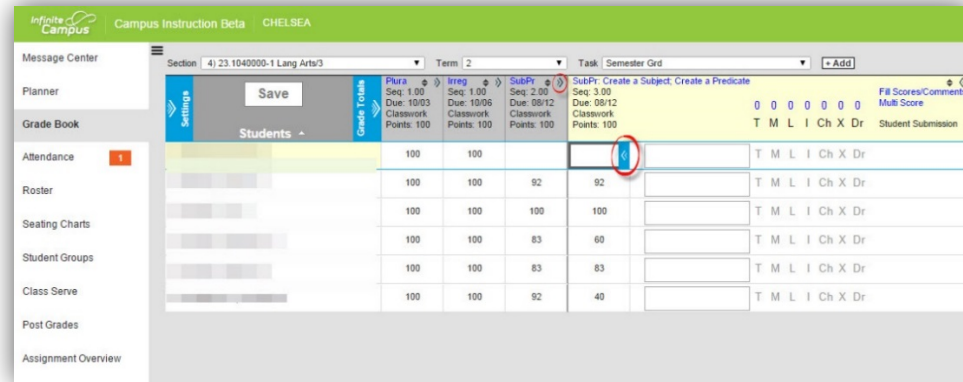 Infinite Campus
Campus Instruction Beta CHELSEA
Message Center
Planner
Grade Book
Attendance 1
Roster
Seating Charts
Student Groups
Class Serve
Post Grades
Assignment Overview
Section 4) 23.1040000-1 Lang Arts/3 Term 2 Task Semester Grd + Add
Settings
Save
Students
Grade Totals
Plura
Seq: 1.00
Due: 10/03
Classwork
Points: 100
Irreg
Seq: 1.00
Due: 10/06
Classwork
Points: 100
SubPr
Seq: 2.00
Due: 08/12
Classwork
Points: 100
SubPr: Create a Subject; Create a Predicate
Seq: 3.00
Due: 08/12
Classwork
Points: 100
0 0 0 0 0 0 0
T M L I Ch X Dr
Fill Scores/Comments
Multi Score
Student Submission
100 100 T M L I Ch X Dr
100 100 92 92 T M L I Ch X Dr
100 100 100 100 T M L I Ch X Dr
100 100 83 60 T M L I Ch X Dr
100 100 83 83 T M L I Ch X Dr
100 100 92 40 T M L I Ch X Dr